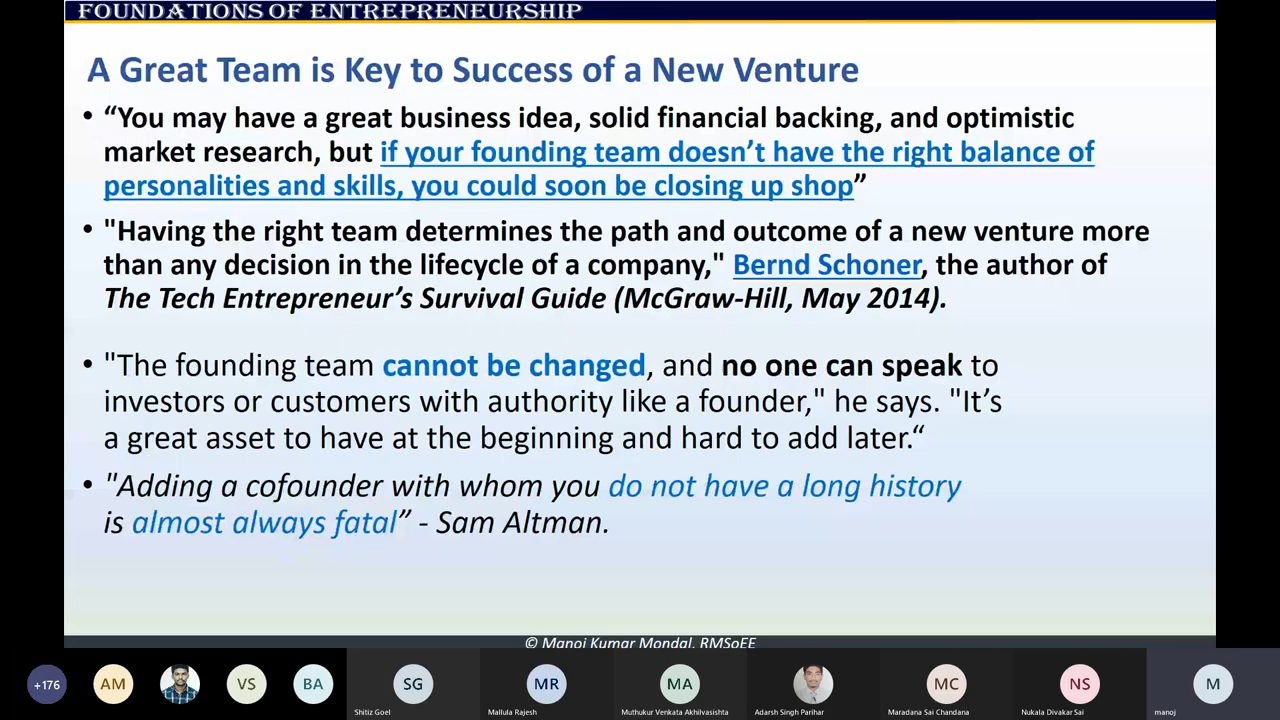 FOUNDATIONS OF ENTREPRENEURSHIP
A Great Team is Key to Success of a New Venture
• “You may have a great business idea, solid financial backing, and optimistic
market research, but if your founding team doesn’t have the right balance of
personalities and skills, you could soon be closing up shop”
• "Having the right team determines the path and outcome of a new venture more
than any decision in the lifecycle of a company," Bernd Schoner, the author of
The Tech Entrepreneur’s Survival Guide (McGraw-Hill, May 2014).
• "The founding team cannot be changed, and no one can speak to
investors or customers with authority like a founder," he says. "It’s
a great asset to have at the beginning and hard to add later.“
• "Adding a cofounder with whom you do not have a long history
is almost always fatal” - Sam Altman.
© Manoj Kumar Mondal, RMSoEE
+176 AM VS BA SG MR MA MC NS M
Shitiz Goel Mallula Rajesh Muthukur Venkata Akhilvasishta Adarsh Singh Parihar Maradana Sai Chandana Nukala Divakar Sai manoj